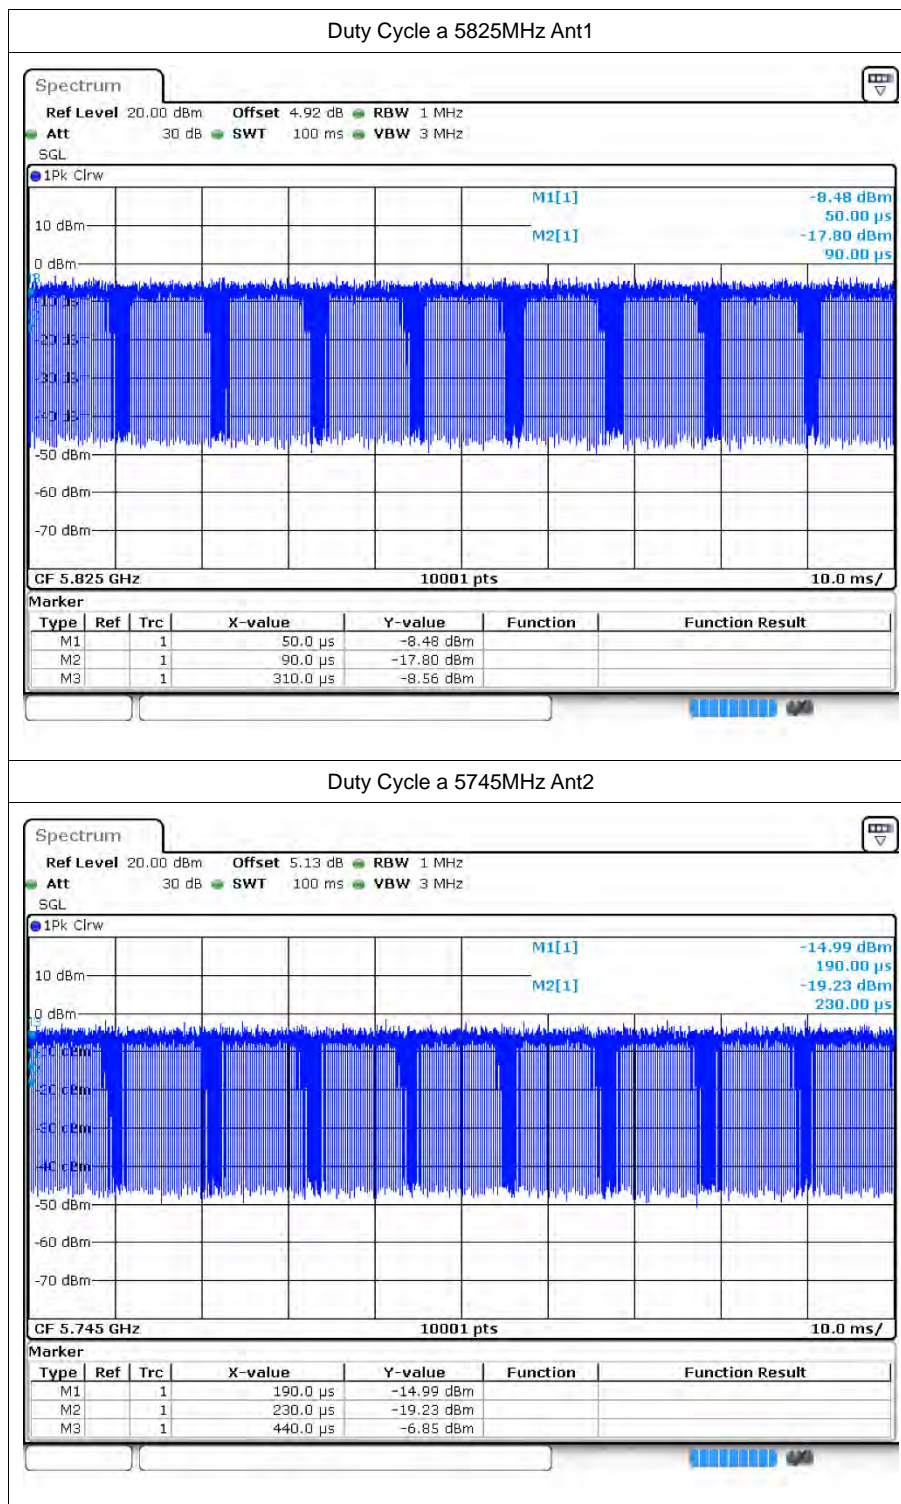 Duty Cycle a 5825MHz Ant1
Spectrum
Ref Level 20.00 dBm Offset 4.92 dB RBW 1 MHz
Att 30 dB SWT 100 ms VBW 3 MHz
SGL
1Pk Clrw
M1[1] -8.48 dBm
50.00 µs
10 dBm
M2[1] -17.80 dBm
90.00 µs
0 dBm
-50 dBm
-60 dBm
-70 dBm
CF 5.825 GHz 10001 pts 10.0 ms/
Marker
Type Ref Trc X-value Y-value Function Function Result
M1 1 50.0 µs -8.48 dBm
M2 1 90.0 µs -17.80 dBm
M3 1 310.0 µs -8.56 dBm
Duty Cycle a 5745MHz Ant2
Spectrum
Ref Level 20.00 dBm Offset 5.13 dB RBW 1 MHz
Att 30 dB SWT 100 ms VBW 3 MHz
SGL
1Pk Clrw
M1[1] -14.99 dBm
190.00 µs
10 dBm
M2[1] -19.23 dBm
230.00 µs
0 dBm
-50 dBm
-60 dBm
-70 dBm
CF 5.745 GHz 10001 pts 10.0 ms/
Marker
Type Ref Trc X-value Y-value Function Function Result
M1 1 190.0 µs -14.99 dBm
M2 1 230.0 µs -19.23 dBm
M3 1 440.0 µs -6.85 dBm